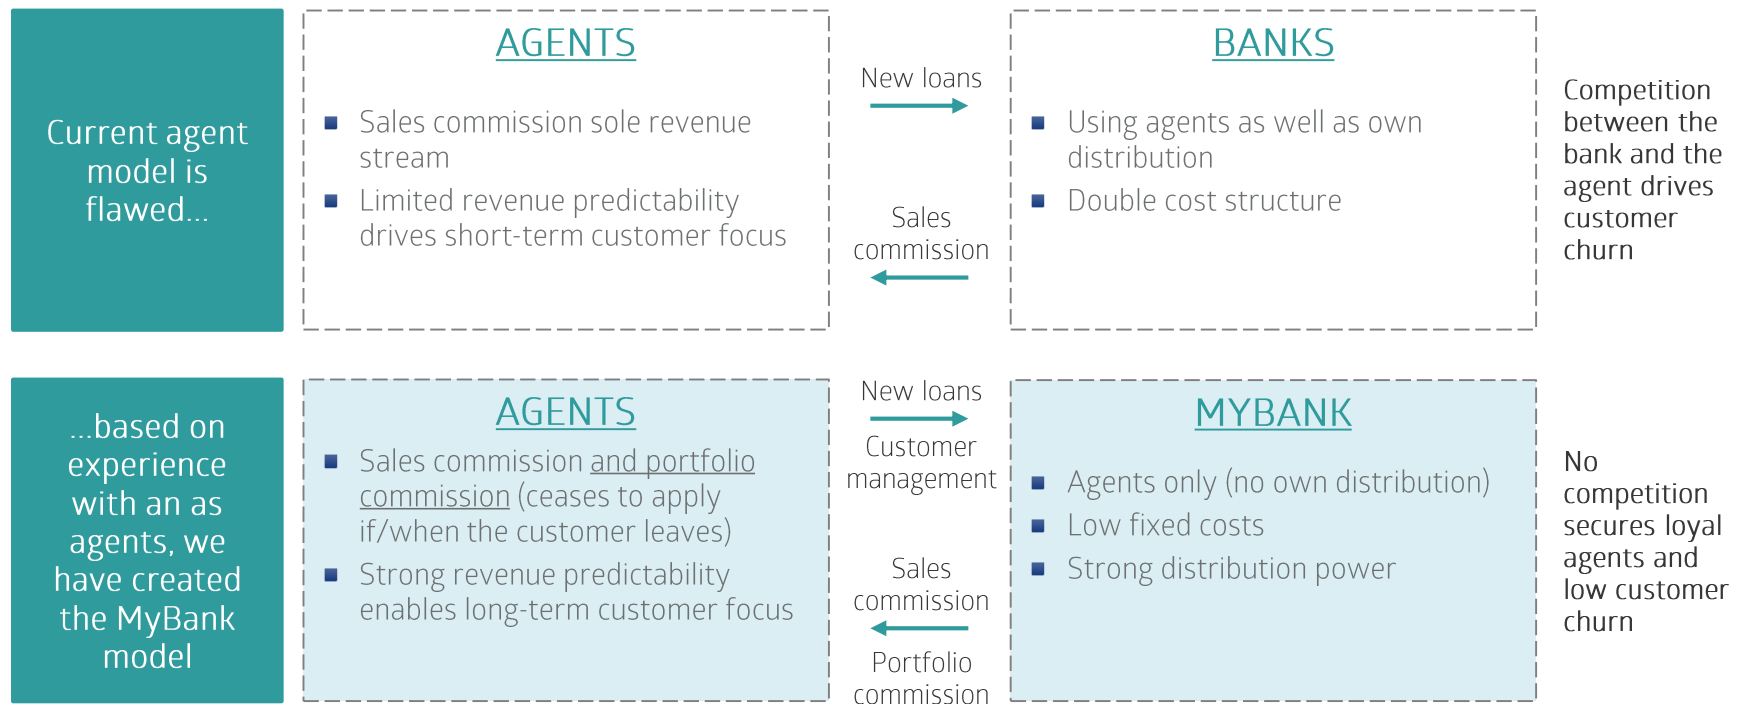 Current agent
model is
flawed...
AGENTS
Sales commission sole revenue
stream
Limited revenue predictability
drives short-term customer focus
New loans
Sales
commission
BANKS
Using agents as well as own
distribution
Double cost structure
Competition
between the
bank and the
agent drives
customer
churn
...based on
experience
with an as
agents, we
have created
the MyBank
model
AGENTS
Sales commission and portfolio
commission (ceases to apply
if/when the customer leaves)
Strong revenue predictability
enables long-term customer focus
New loans
Customer
management
Sales
commission
Portfolio
commission
MYBANK
Agents only (no own distribution)
Low fixed costs
Strong distribution power
No
competition
secures loyal
agents and
low customer
churn